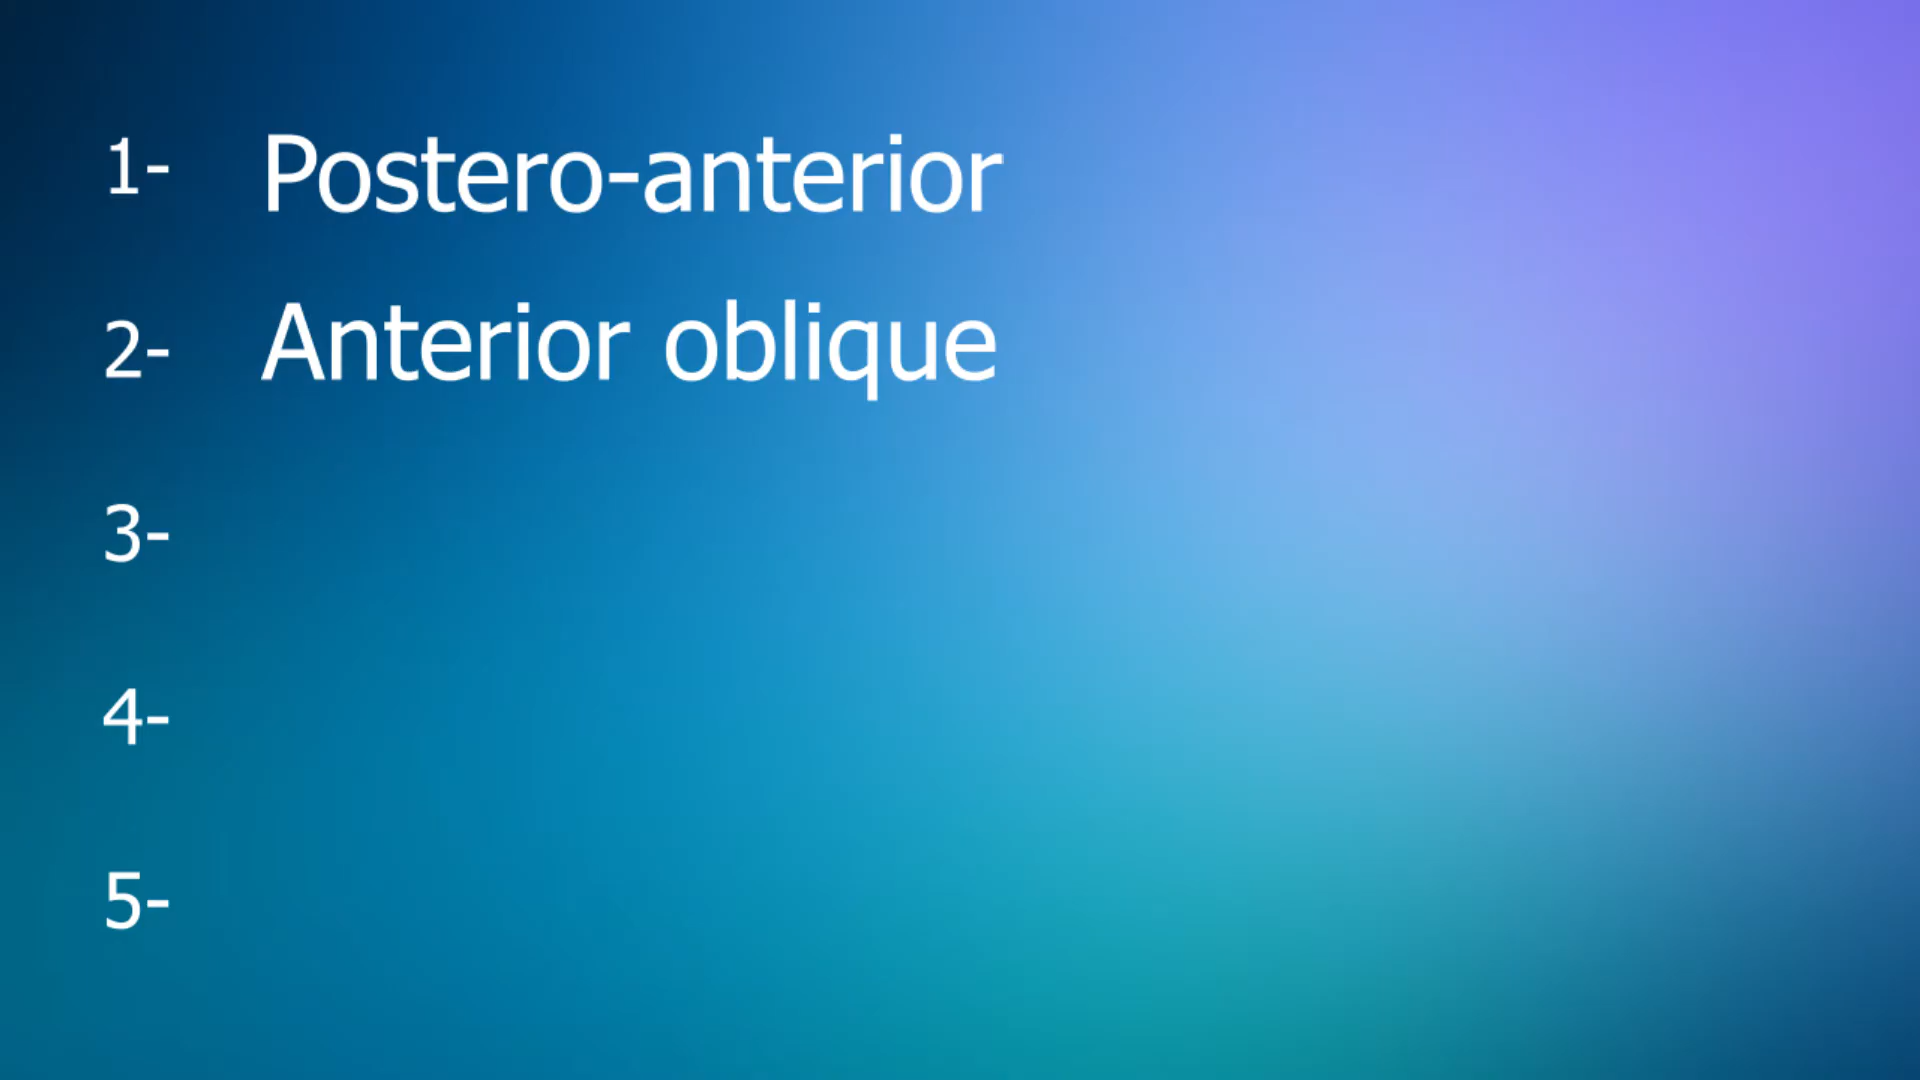 1- Postero-anterior
2- Anterior oblique
3-
4-
5-